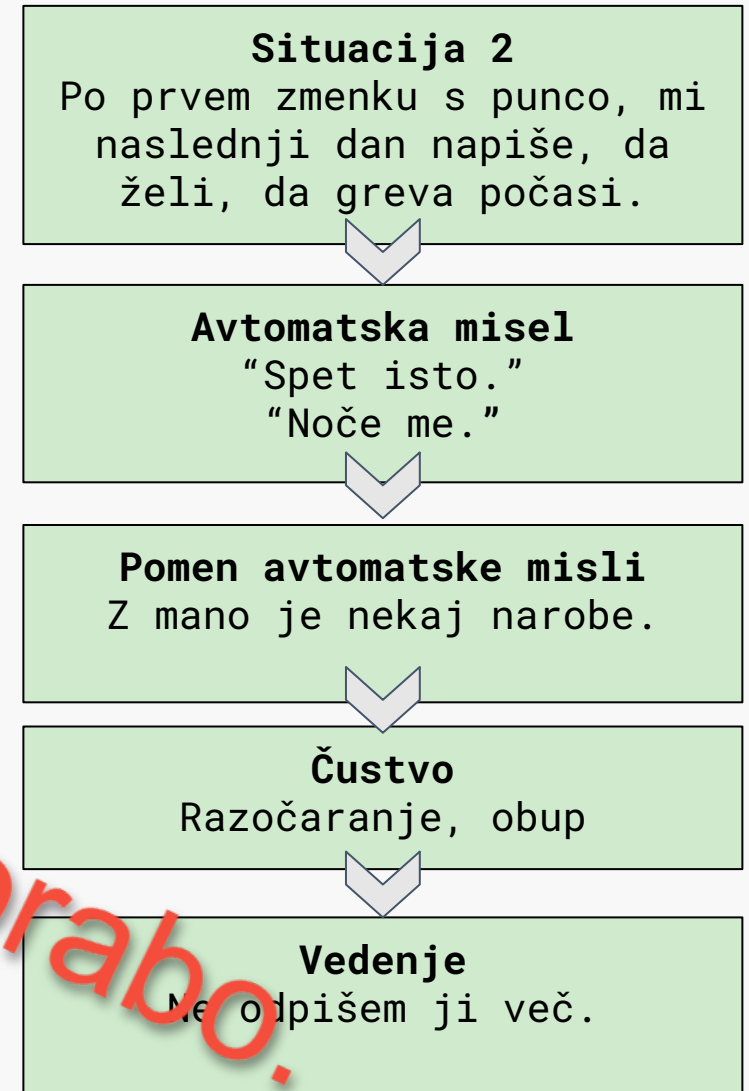 Situacija 2
Po prvem zmenku s punco, mi
naslednji dan napiše, da
želi, da greva počasi.
Avtomatska misel
“Spet isto.”
“Noče me.”
Pomen avtomatske misli
Z mano je nekaj narobe.
Čustvo
Razočaranje, obup
Vedenje
Ne odpišem ji več.